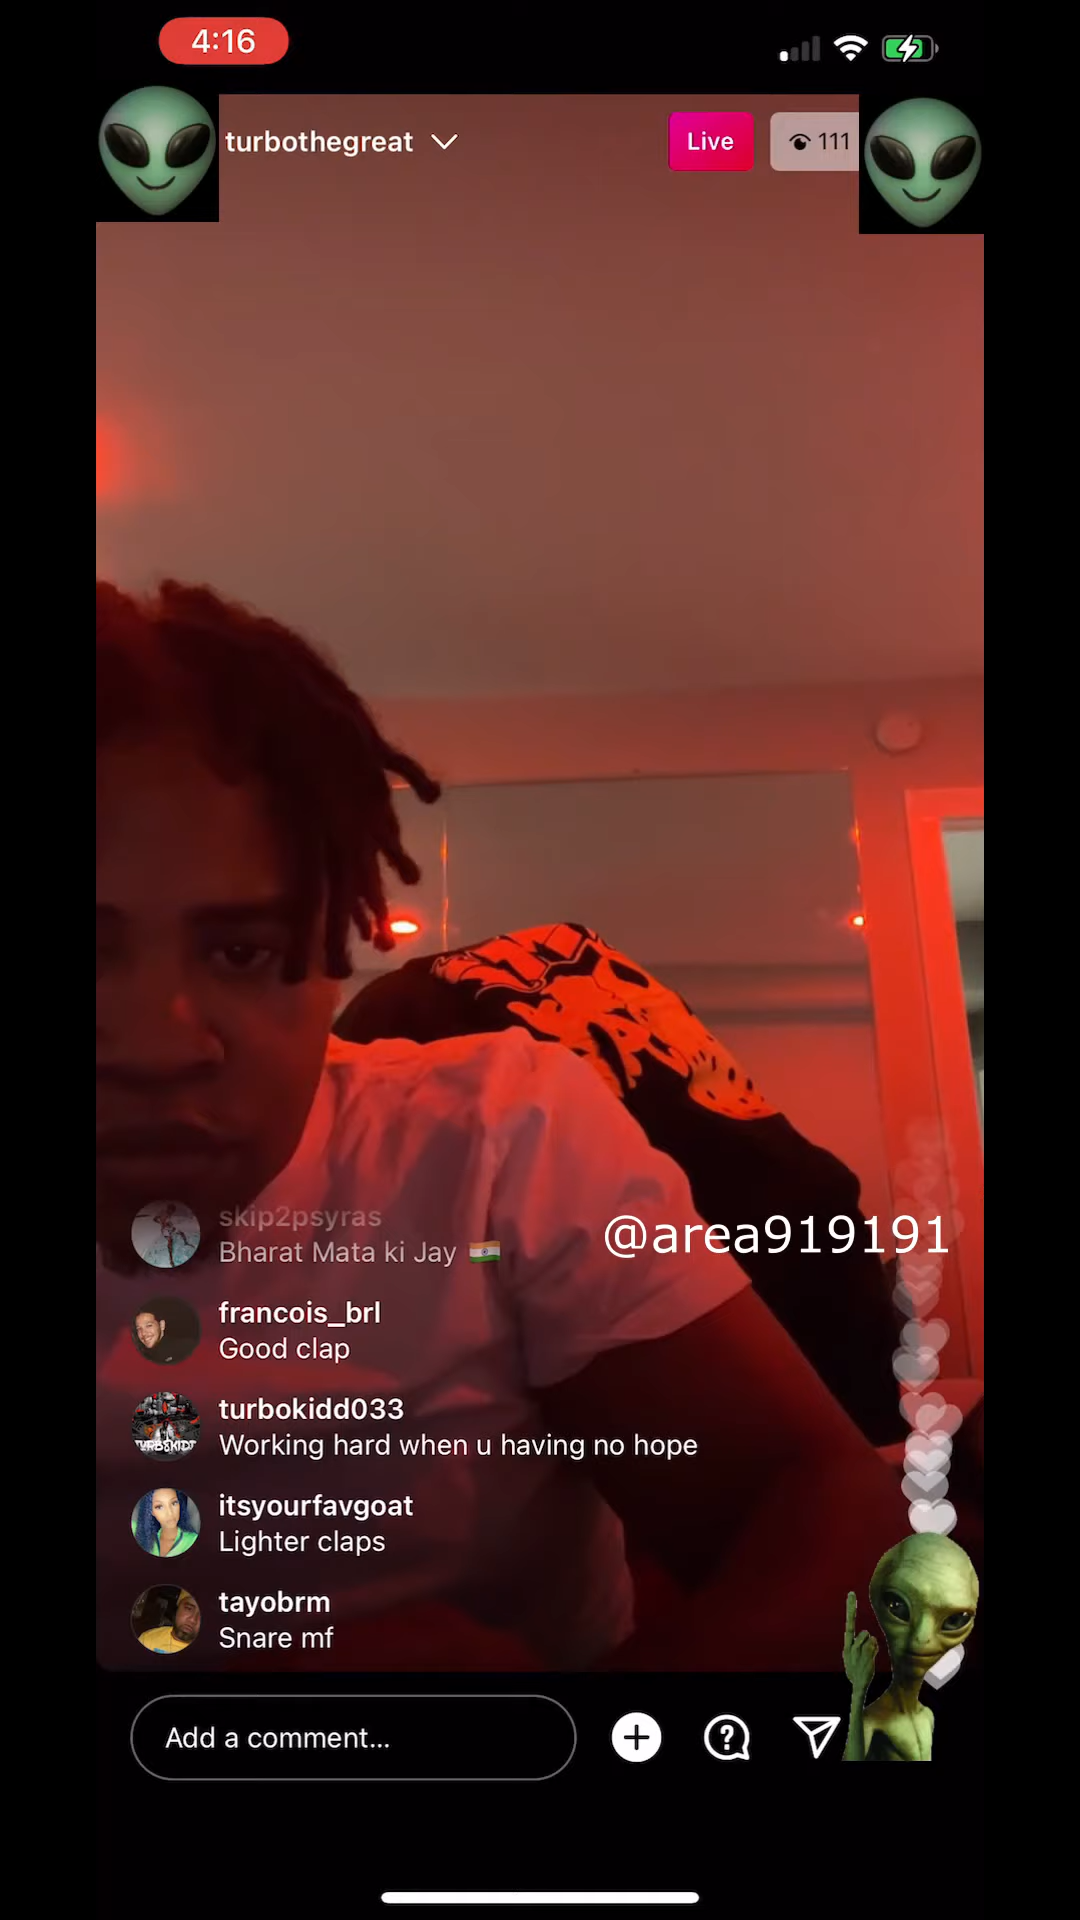 4:16
turbothegreat
Live
111
skip2psyras
Bharat Mata ki Jay 🇮🇳
@area919191
francois_brl
Good clap
turbokidd033
Working hard when u having no hope
itsyourfavgoat
Lighter claps
tayobrm
Snare mf
Add a comment...